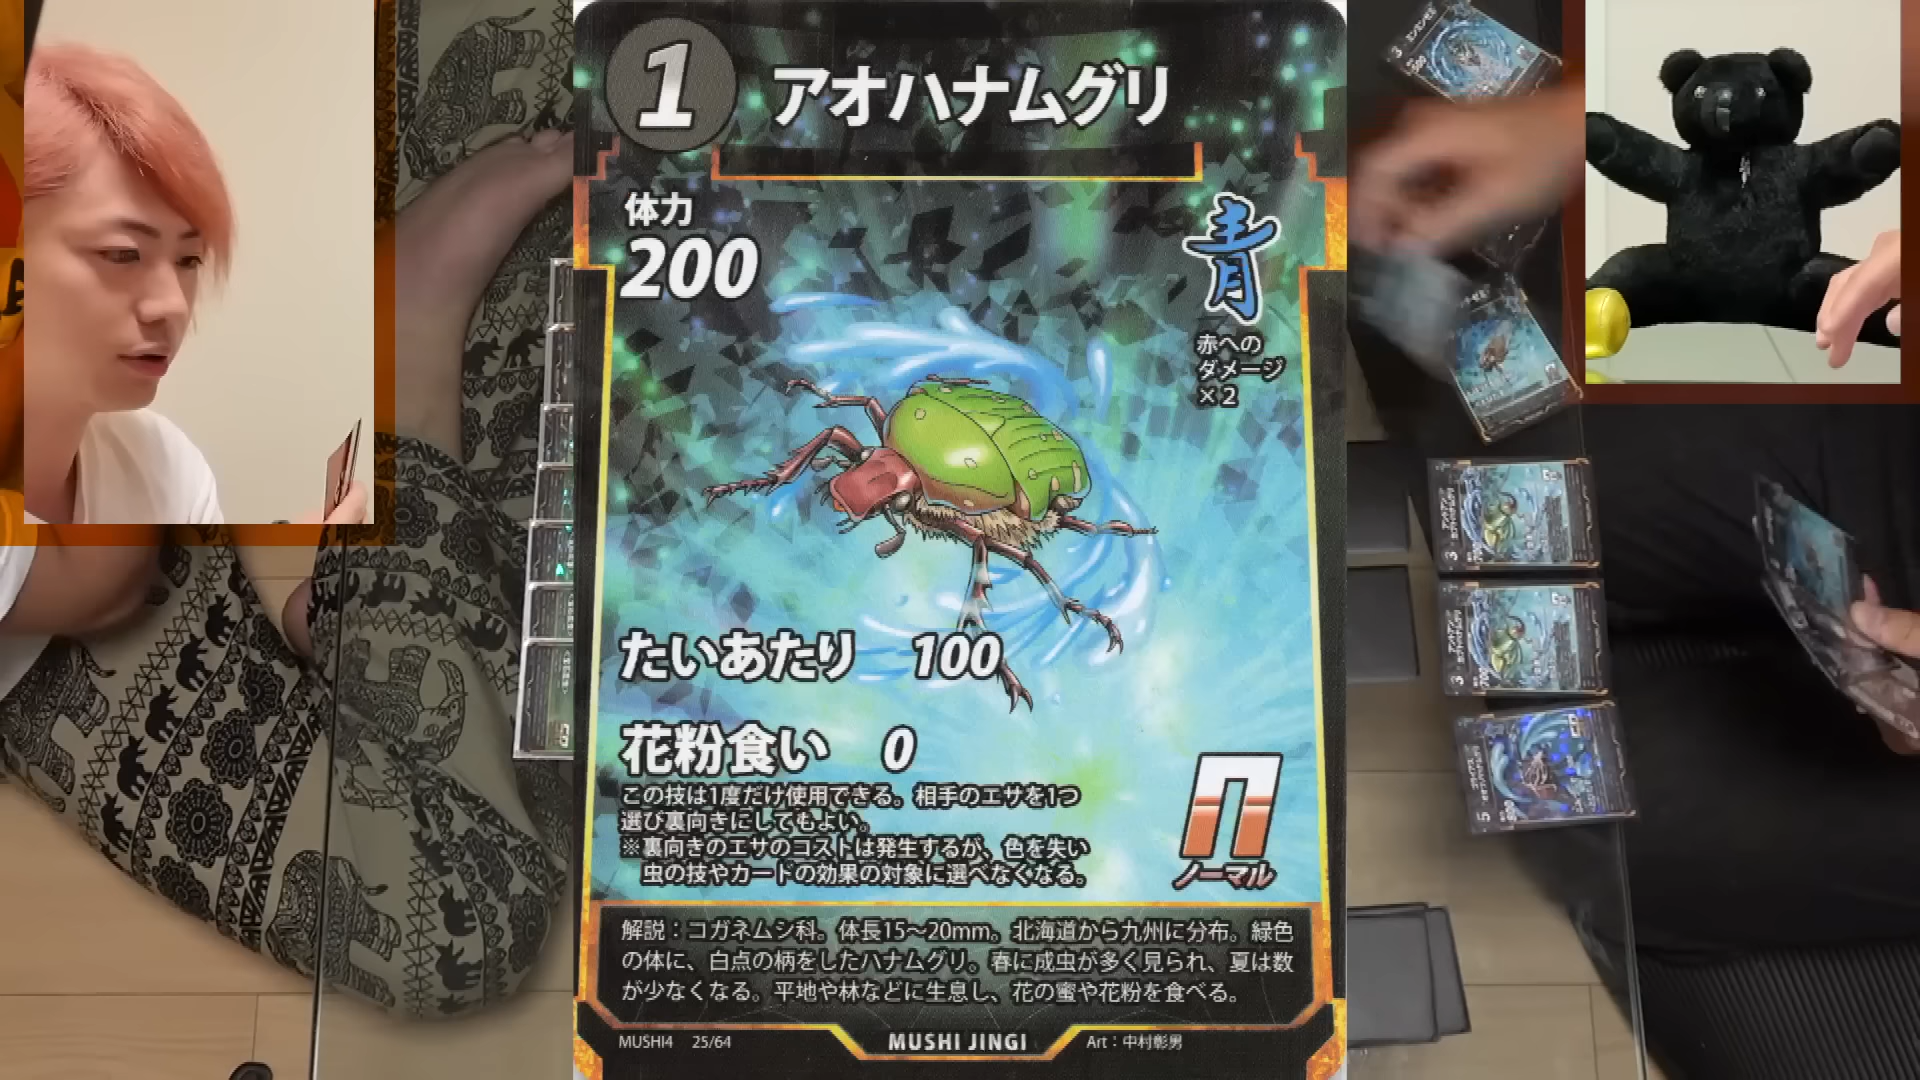 1
アオハナムグリ
体力
200
青
赤への
ダメージ
×2
たいあたり 100
花粉食い 0
この技は1度だけ使用できる。相手のエサを1つ
選び裏向きにしてもよい。
※裏向きのエサのコストは発生するが、色を失い
虫の技やカードの効果の対象に選べなくなる。
ノーマル
解説：コガネムシ科。体長15〜20mm。北海道から九州に分布。緑色
の体に、白点の柄をしたハナムグリ。春に成虫が多く見られ、夏は数
が少なくなる。平地や林などに生息し、花の蜜や花粉を食べる。
MUSHI4 25/64
MUSHI JINGI
Art：中村彰男
3
3
3
5